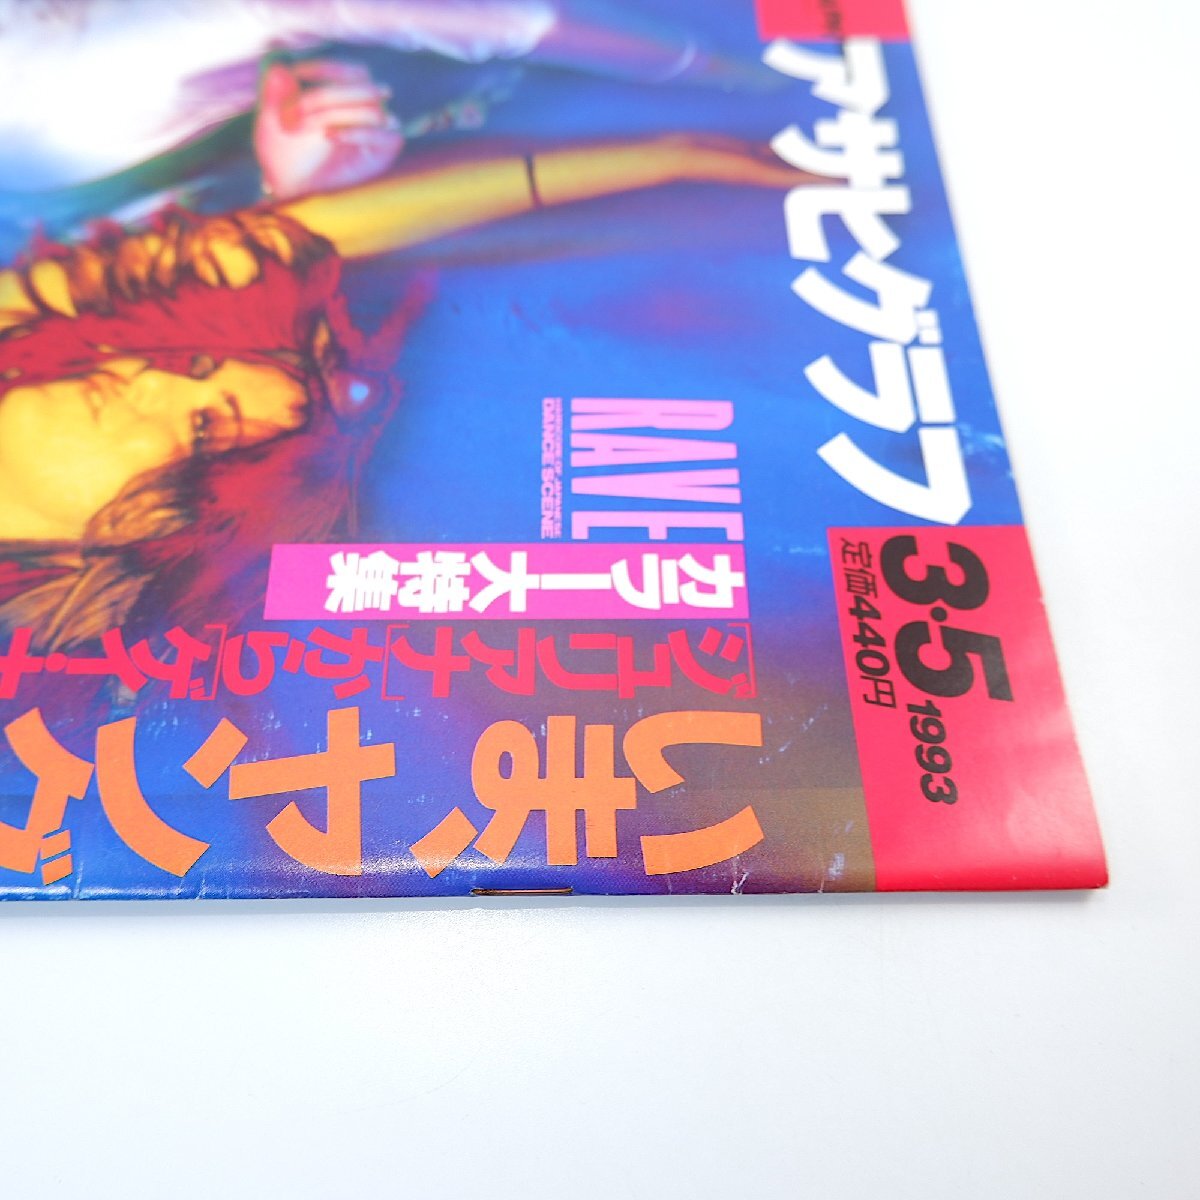 アサヒグラフ
3・5 1993
定価440円
RAVE
DANCE SCENE
カラー大特集
[ジュリアナ]から[ゲイ・ナ
いま、ヤング